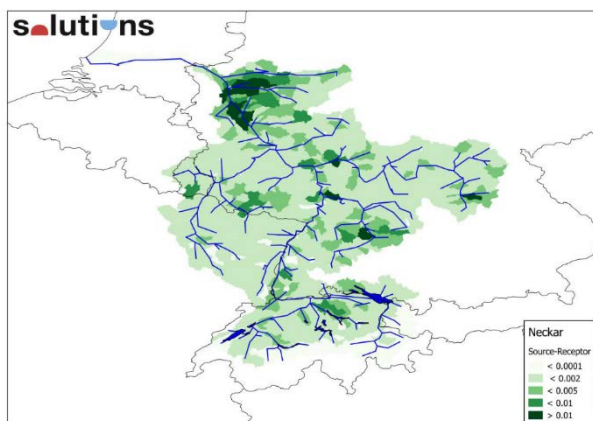 solutions
Neckar
Source-Receptor
< 0.0001
< 0.002
< 0.005
< 0.01
> 0.01